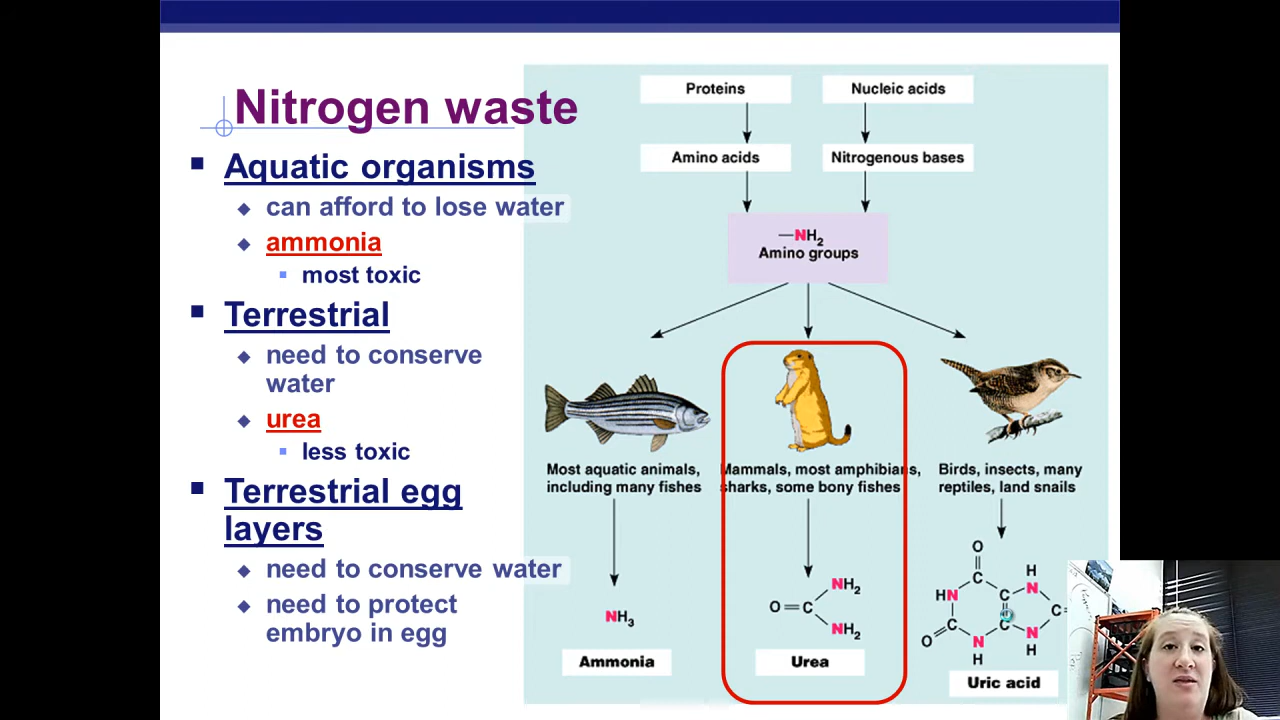 Nitrogen waste
Aquatic organisms
can afford to lose water
ammonia
most toxic
Terrestrial
need to conserve
water
urea
less toxic
Terrestrial egg
layers
need to conserve water
need to protect
embryo in egg
Proteins
Nucleic acids
Amino acids
Nitrogenous bases
—NH₂
Amino groups
Most aquatic animals,
including many fishes
Mammals, most amphibians,
sharks, some bony fishes
Birds, insects, many
reptiles, land snails
NH₃
Ammonia
NH₂
O=C
NH₂
Urea
O
C
H
N
HN
C
C
C=
C
N
O
N
H
H
Uric acid